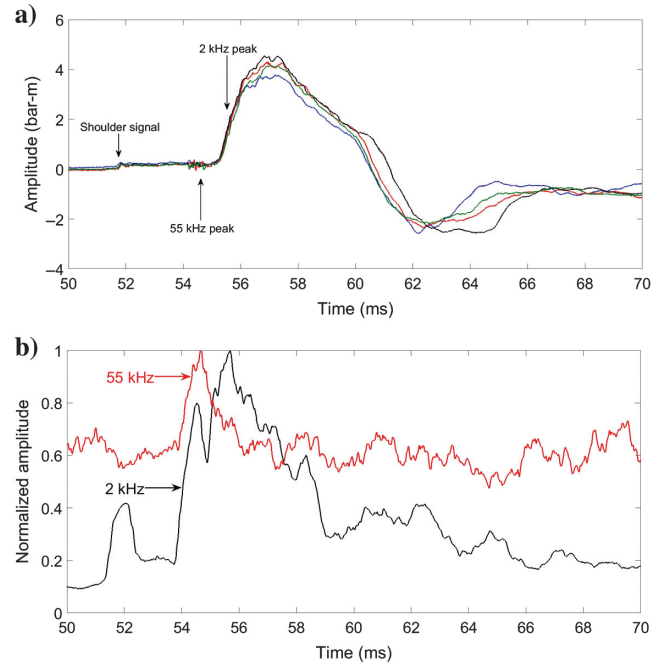 a)
6
4
2
0
−2
−4
Amplitude (bar-m)
2 kHz peak
Shoulder signal
55 kHz peak
50 52 54 56 58 60 62 64 66 68 70
Time (ms)
b)
1
0.8
0.6
0.4
0.2
0
Normalized amplitude
55 kHz
2 kHz
50 52 54 56 58 60 62 64 66 68 70
Time (ms)